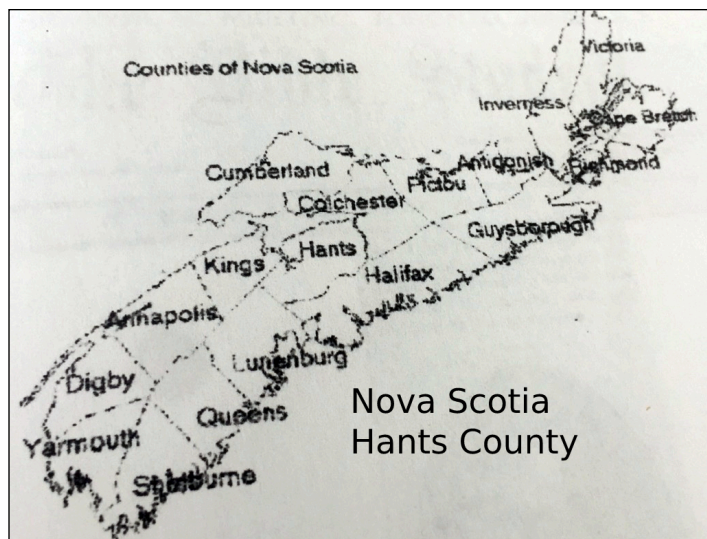 Victoria
Counties of Nova Scotia
Inverness
Cape Breton
Cumberland
Antigonish
Richmond
Pictou
Colchester
Guysborough
Hants
Kings
Halifax
Annapolis
Lunenburg
Digby
Nova Scotia
Queens
Hants County
Yarmouth
Shelburne